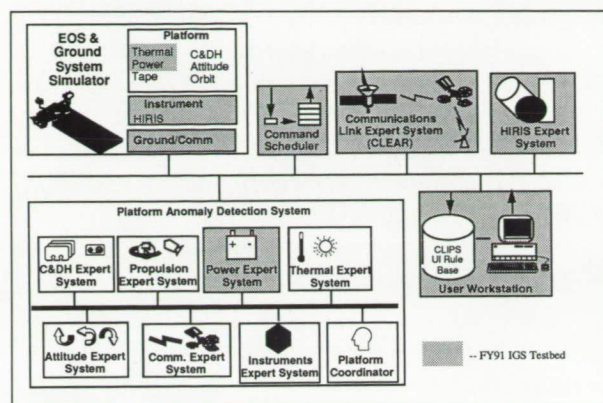 EOS &
Ground
System
Simulator
Platform
Thermal
Power
Tape
C&DH
Attitude
Orbit
Instrument
HIRIS
Ground/Comm
Command
Scheduler
Communications
Link Expert System
(CLEAR)
HIRIS Expert
System
Platform Anomaly Detection System
C&DH Expert
System
Propulsion
Expert System
Power Expert
System
Thermal Expert
System
CLIPS
UI Rule
Base
User Workstation
Attitude Expert
System
Comm. Expert
System
Instruments
Expert System
Platform
Coordinator
-- FY91 IGS Testbed